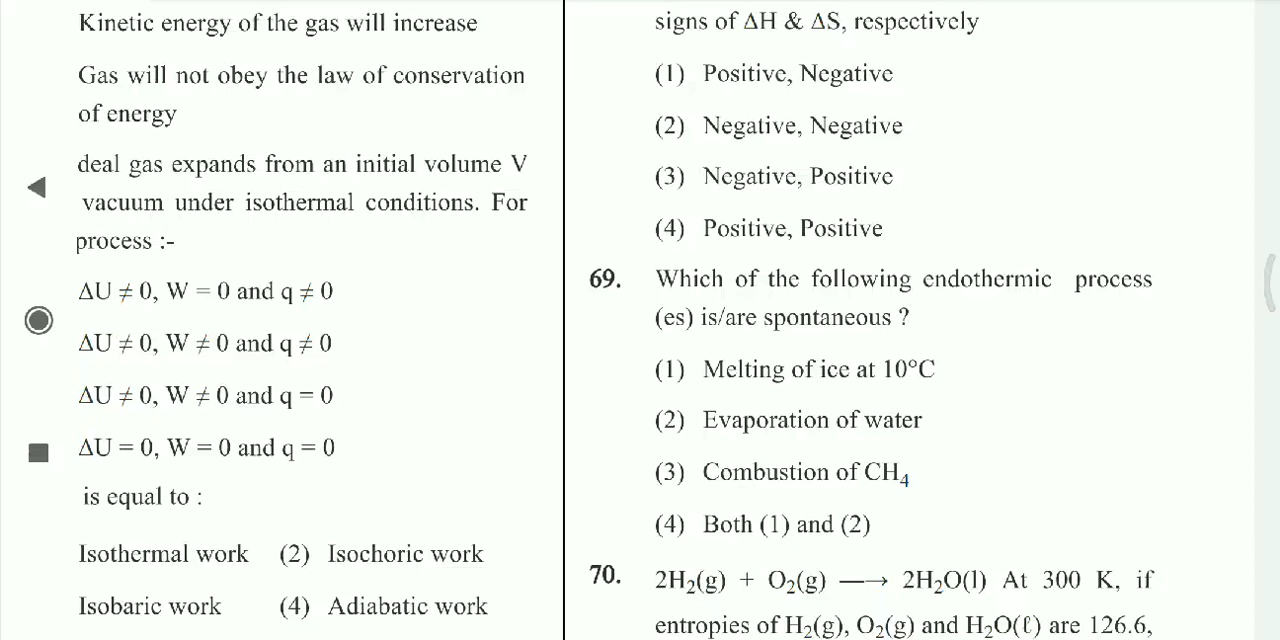 Kinetic energy of the gas will increase
Gas will not obey the law of conservation
of energy
deal gas expands from an initial volume V
vacuum under isothermal conditions. For
process :-
ΔU ≠ 0, W = 0 and q ≠ 0
ΔU ≠ 0, W ≠ 0 and q ≠ 0
ΔU ≠ 0, W ≠ 0 and q = 0
ΔU = 0, W = 0 and q = 0
is equal to :
Isothermal work (2) Isochoric work
Isobaric work (4) Adiabatic work
signs of ΔH & ΔS, respectively
(1) Positive, Negative
(2) Negative, Negative
(3) Negative, Positive
(4) Positive, Positive
69. Which of the following endothermic process
(es) is/are spontaneous ?
(1) Melting of ice at 10°C
(2) Evaporation of water
(3) Combustion of CH₄
(4) Both (1) and (2)
70. 2H₂(g) + O₂(g) ⟶ 2H₂O(l) At 300 K, if
entropies of H₂(g), O₂(g) and H₂O(ℓ) are 126.6,